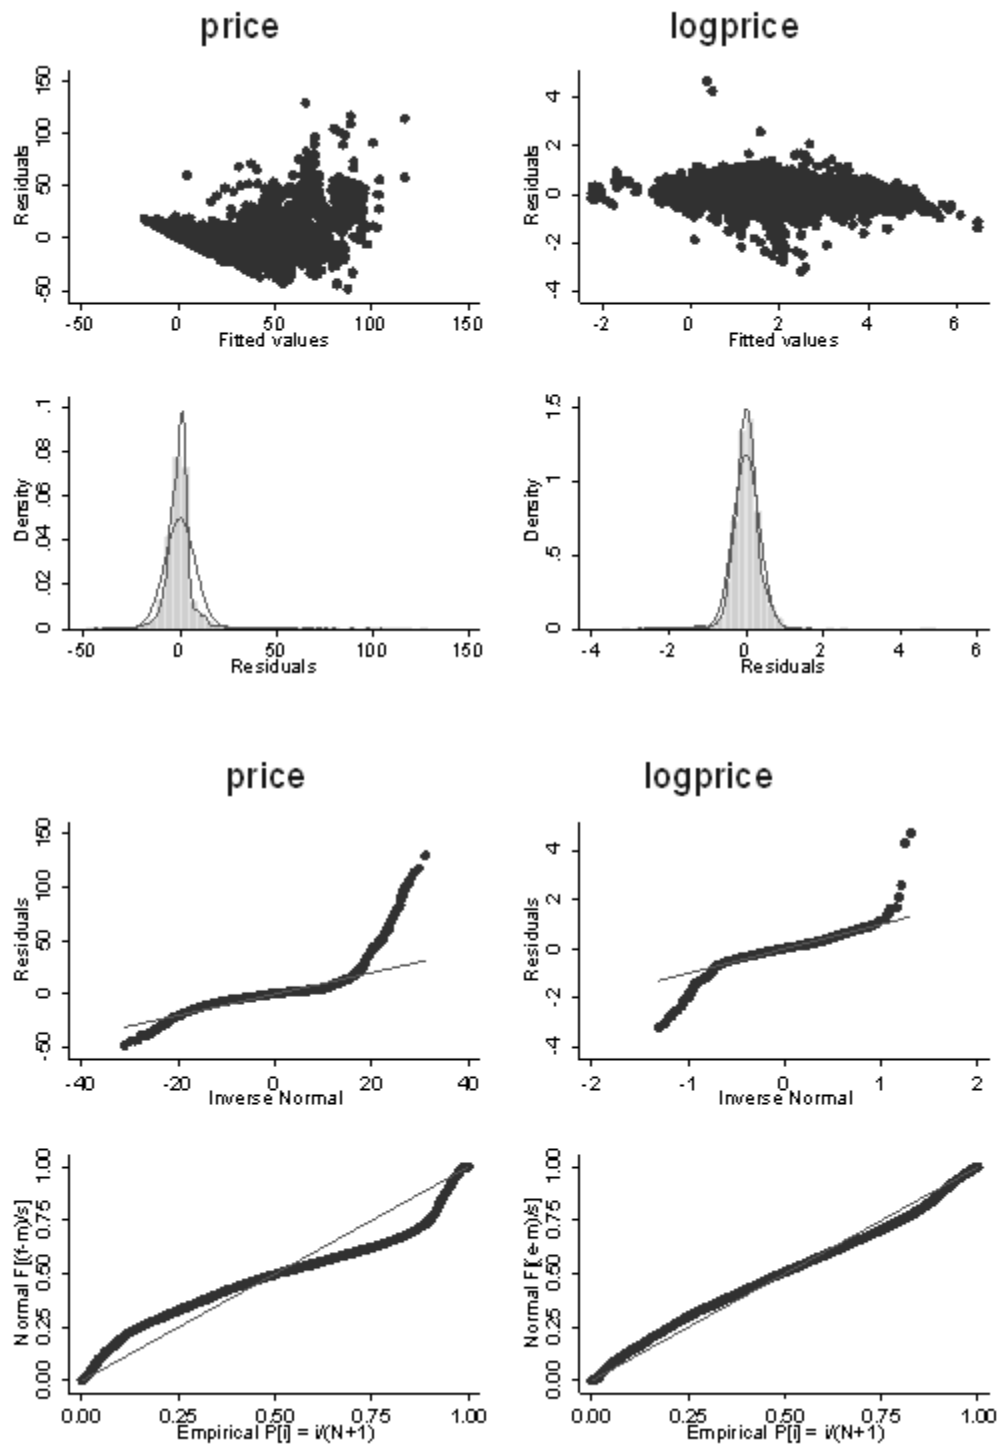 price
logprice
Residuals
-50 0 50 100 150
-50 0 50 100 150
Fitted values
Residuals
-4 -2 0 2 4
-2 0 2 4 6
Fitted values
Density
0 .02 .04 .06 .08 .1
-50 0 50 100 150
Residuals
Density
0 .5 1 1.5
-4 -2 0 2 4 6
Residuals
price
logprice
Residuals
-50 0 50 100 150
-40 -20 0 20 40
Inverse Normal
Residuals
-4 -2 0 2 4
-2 -1 0 1 2
Inverse Normal
Normal F[(f-m)/s]
0.00 0.25 0.50 0.75 1.00
0.00 0.25 0.50 0.75 1.00
Empirical P[i] = i/(N+1)
Normal F[(e-m)/s]
0.00 0.25 0.50 0.75 1.00
0.00 0.25 0.50 0.75 1.00
Empirical P[i] = i/(N+1)